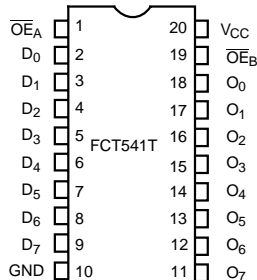 O̅E̅A 1 20 VCC
D0 2 19 O̅E̅B
D1 3 18 O0
D2 4 17 O1
D3 5 16 O2
FCT541T
D4 6 15 O3
D5 7 14 O4
D6 8 13 O5
D7 9 12 O6
GND 10 11 O7